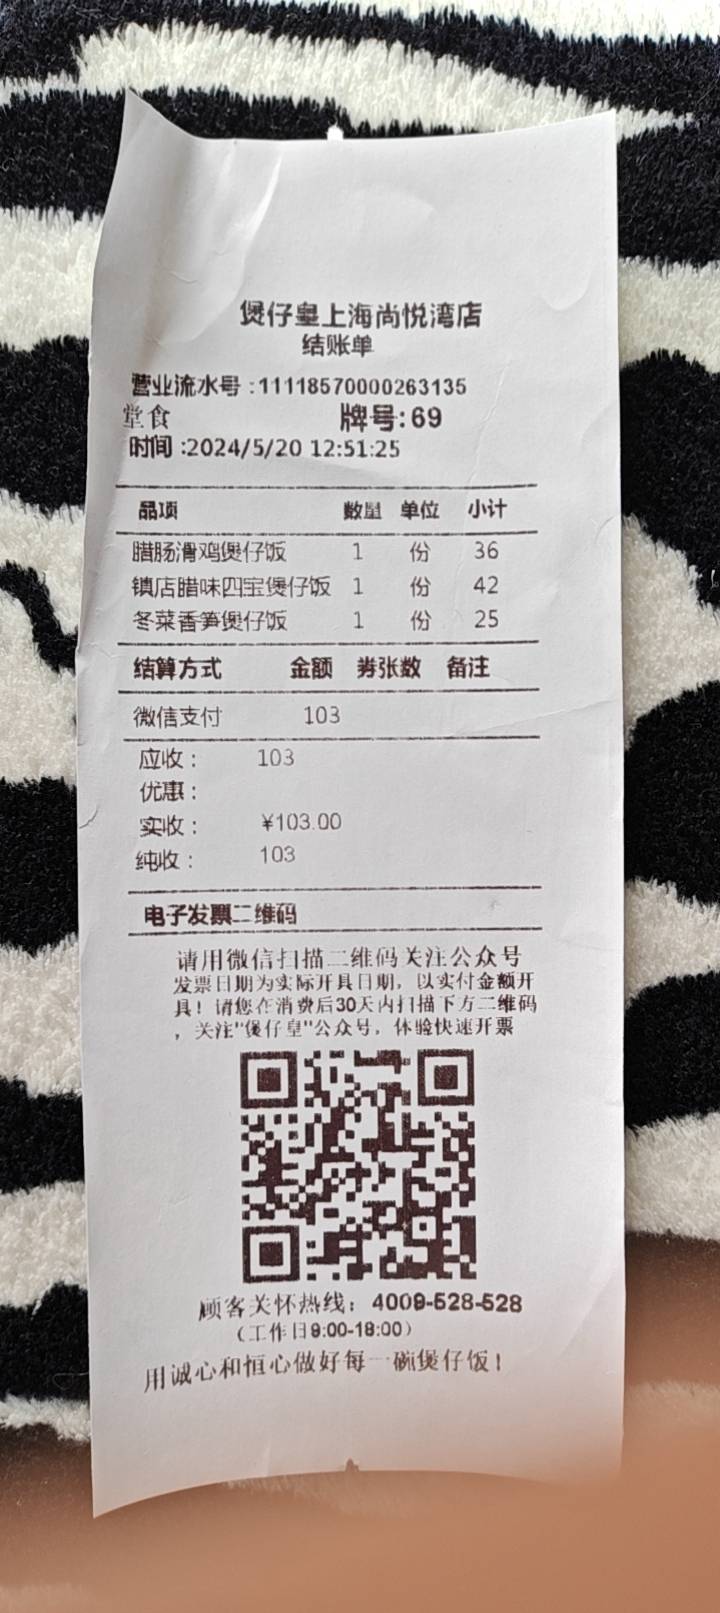 煲仔皇上海尚悦湾店
结账单
营业流水号:11118570000263135
堂食 牌号:69
时间:2024/5/20 12:51:25
品项 数量 单位 小计
腊肠滑鸡煲仔饭 1 份 36
镇店腊味四宝煲仔饭 1 份 42
冬菜香笋煲仔饭 1 份 25
结算方式 金额 券张数 备注
微信支付 103
应收: 103
优惠:
实收: ¥103.00
纯收: 103
电子发票二维码
请用微信扫描二维码关注公众号
发票日期为实际开具日期,以实付金额开
具!请您在消费后30天内扫描下方二维码
,关注"煲仔皇"公众号,体验快速开票
顾客关怀热线:4009-528-528
(工作日9:00-18:00)
用诚心和恒心做好每一碗煲仔饭!